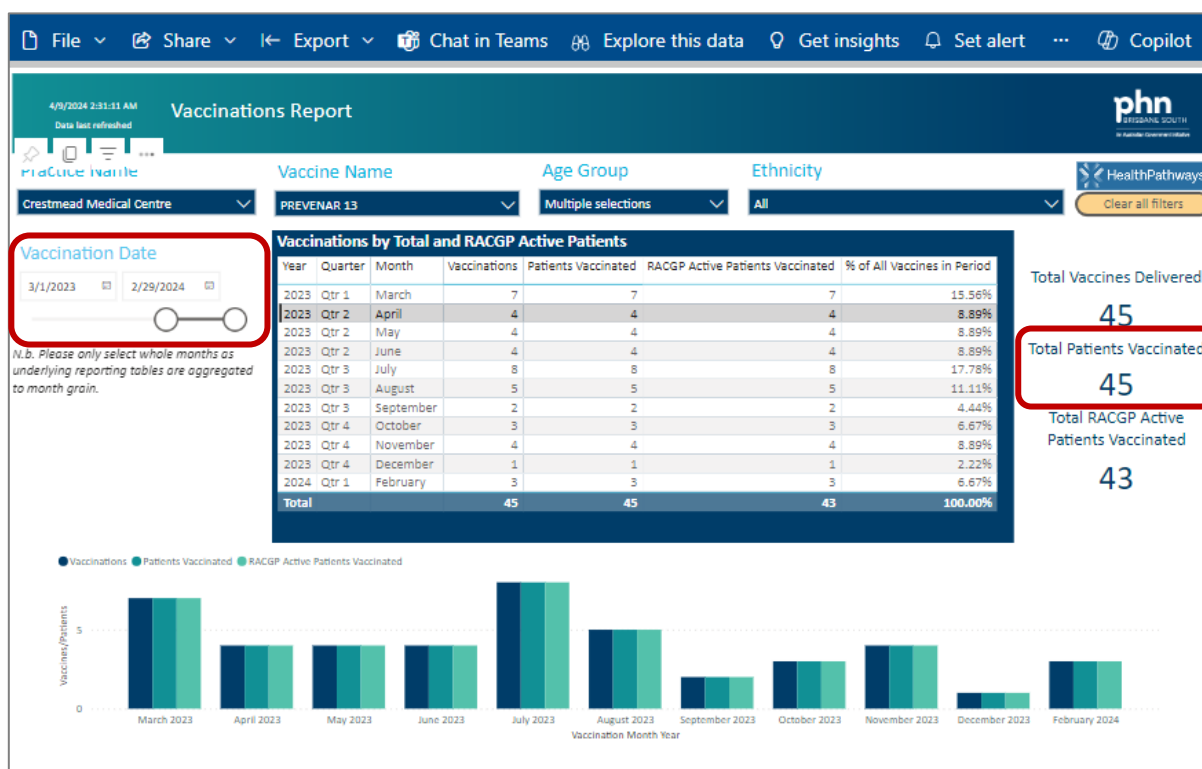 File Share Export Chat in Teams Explore this data Get insights Set alert ... Copilot
4/9/2024 2:31:11 AM
Data last refreshed
Vaccinations Report
phn
BRISBANE SOUTH
An Australian Government Initiative
Practice Name Vaccine Name Age Group Ethnicity
HealthPathways
Crestmead Medical Centre PREVENAR 13 Multiple selections All
Clear all filters
Vaccination Date
3/1/2023 2/29/2024
N.b. Please only select whole months as
underlying reporting tables are aggregated
to month grain.
Vaccinations by Total and RACGP Active Patients
Year Quarter Month Vaccinations Patients Vaccinated RACGP Active Patients Vaccinated % of All Vaccines in Period
2023 Qtr 1 March 7 7 7 15.56%
2023 Qtr 2 April 4 4 4 8.89%
2023 Qtr 2 May 4 4 4 8.89%
2023 Qtr 2 June 4 4 4 8.89%
2023 Qtr 3 July 8 8 8 17.78%
2023 Qtr 3 August 5 5 5 11.11%
2023 Qtr 3 September 2 2 2 4.44%
2023 Qtr 4 October 3 3 3 6.67%
2023 Qtr 4 November 4 4 4 8.89%
2023 Qtr 4 December 1 1 1 2.22%
2024 Qtr 1 February 3 3 3 6.67%
Total 45 45 43 100.00%
Total Vaccines Delivered
45
Total Patients Vaccinated
45
Total RACGP Active
Patients Vaccinated
43
Vaccinations Patients Vaccinated RACGP Active Patients Vaccinated
Vaccines/Patients
5
0
March 2023 April 2023 May 2023 June 2023 July 2023 August 2023 September 2023 October 2023 November 2023 December 2023 February 2024
Vaccination Month Year